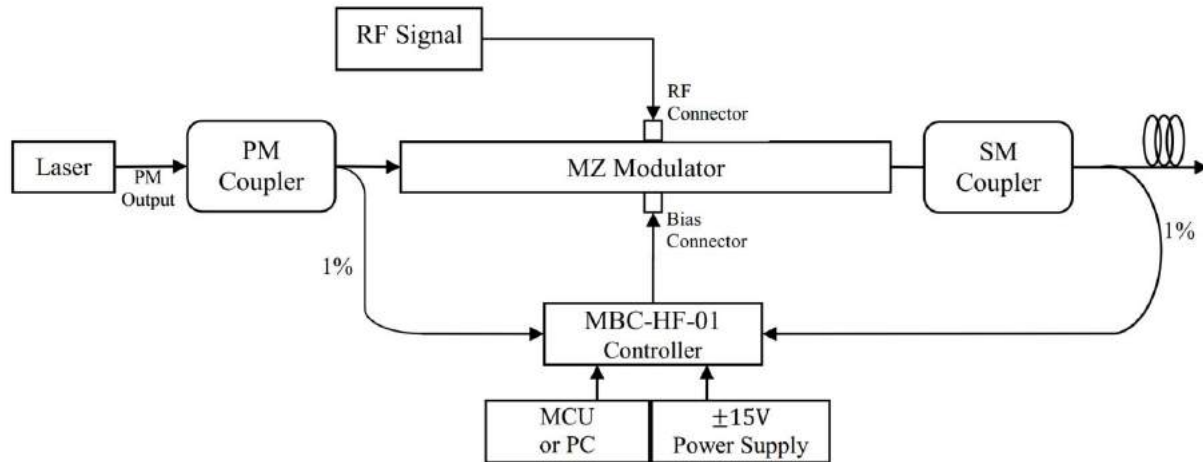 RF Signal
RF
Connector
Laser
PM
Output
PM
Coupler
MZ Modulator
SM
Coupler
Bias
Connector
1%
1%
MBC-HF-01
Controller
MCU
or PC
±15V
Power Supply